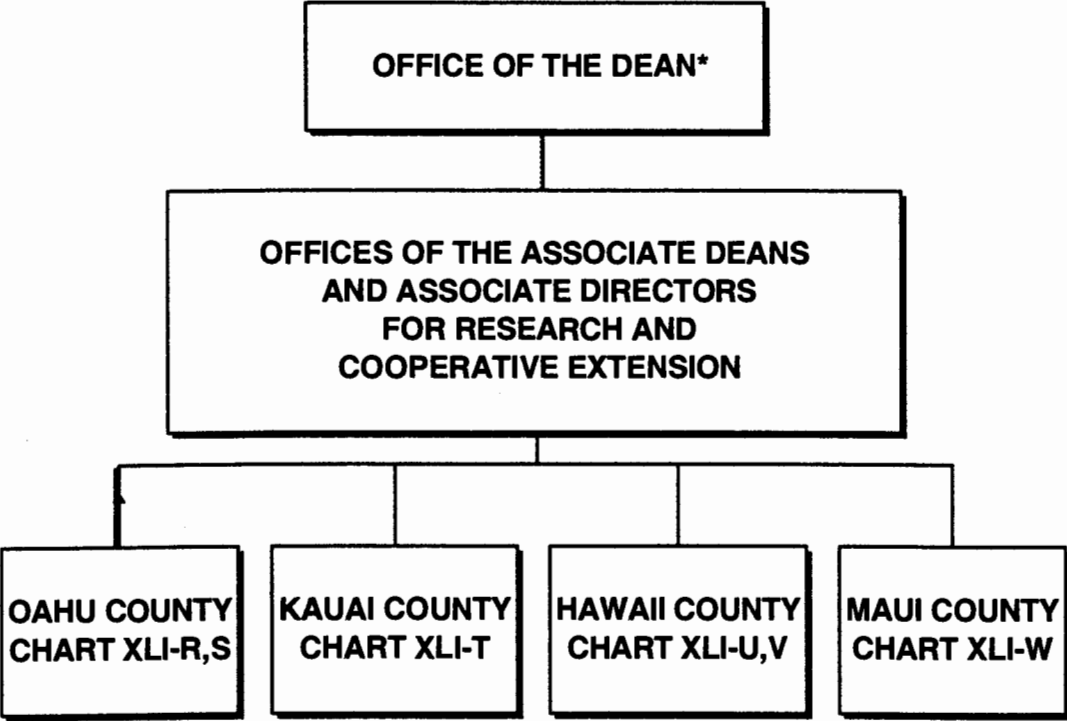 OFFICE OF THE DEAN*
OFFICES OF THE ASSOCIATE DEANS
AND ASSOCIATE DIRECTORS
FOR RESEARCH AND
COOPERATIVE EXTENSION
OAHU COUNTY
CHART XLI-R,S
KAUAI COUNTY
CHART XLI-T
HAWAII COUNTY
CHART XLI-U,V
MAUI COUNTY
CHART XLI-W